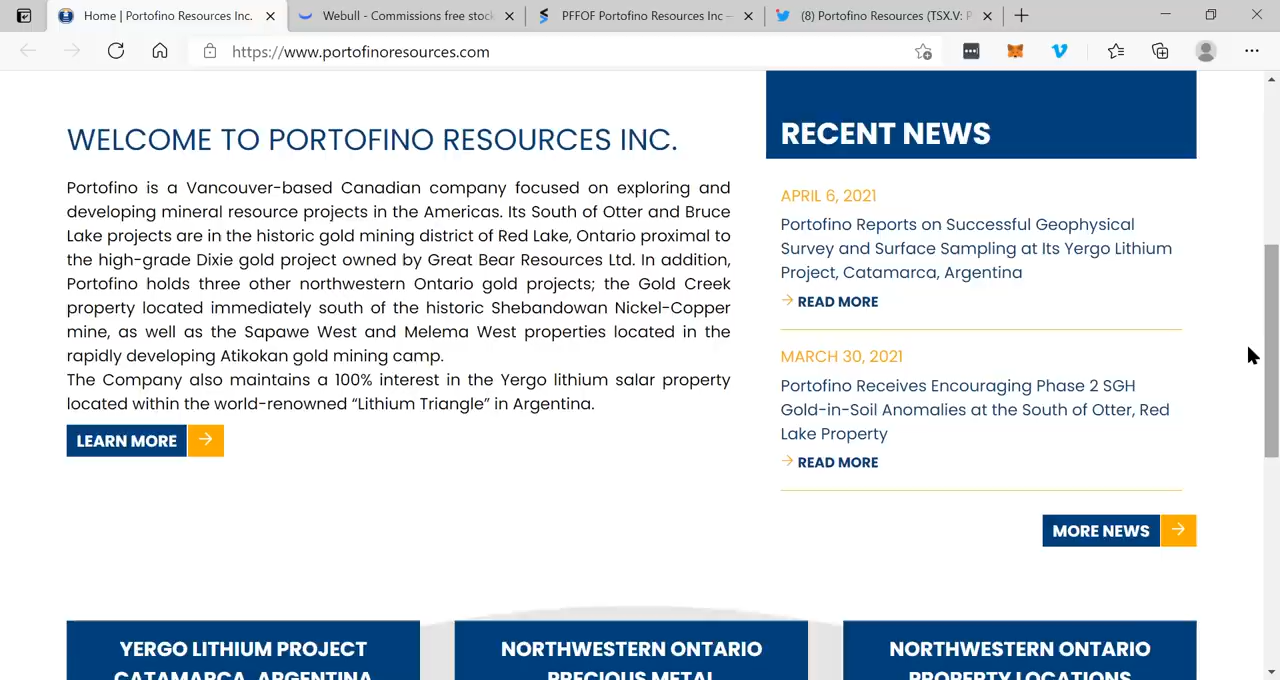 Home | Portofino Resources Inc.
Webull - Commissions free stock
PFFOF Portofino Resources Inc –
(8) Portofino Resources (TSX.V: P
https://www.portofinoresources.com
WELCOME TO PORTOFINO RESOURCES INC.
Portofino is a Vancouver-based Canadian company focused on exploring and
developing mineral resource projects in the Americas. Its South of Otter and Bruce
Lake projects are in the historic gold mining district of Red Lake, Ontario proximal to
the high-grade Dixie gold project owned by Great Bear Resources Ltd. In addition,
Portofino holds three other northwestern Ontario gold projects; the Gold Creek
property located immediately south of the historic Shebandowan Nickel-Copper
mine, as well as the Sapawe West and Melema West properties located in the
rapidly developing Atikokan gold mining camp.
The Company also maintains a 100% interest in the Yergo lithium salar property
located within the world-renowned “Lithium Triangle” in Argentina.
LEARN MORE
RECENT NEWS
APRIL 6, 2021
Portofino Reports on Successful Geophysical
Survey and Surface Sampling at Its Yergo Lithium
Project, Catamarca, Argentina
READ MORE
MARCH 30, 2021
Portofino Receives Encouraging Phase 2 SGH
Gold-in-Soil Anomalies at the South of Otter, Red
Lake Property
READ MORE
MORE NEWS
YERGO LITHIUM PROJECT
CATAMARCA, ARGENTINA
NORTHWESTERN ONTARIO
PRECIOUS METAL
NORTHWESTERN ONTARIO
PROPERTY LOCATIONS